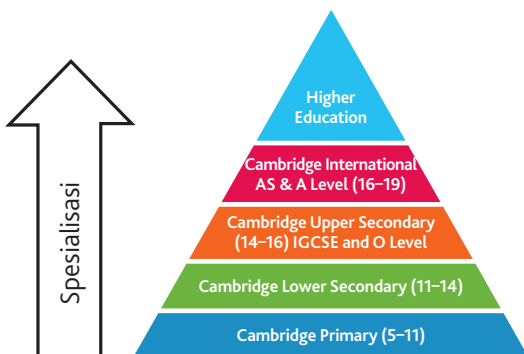 Higher
Education
Cambridge International
AS & A Level (16–19)
Cambridge Upper Secondary
(14–16) IGCSE and O Level
Cambridge Lower Secondary (11–14)
Cambridge Primary (5–11)
Spesialisasi